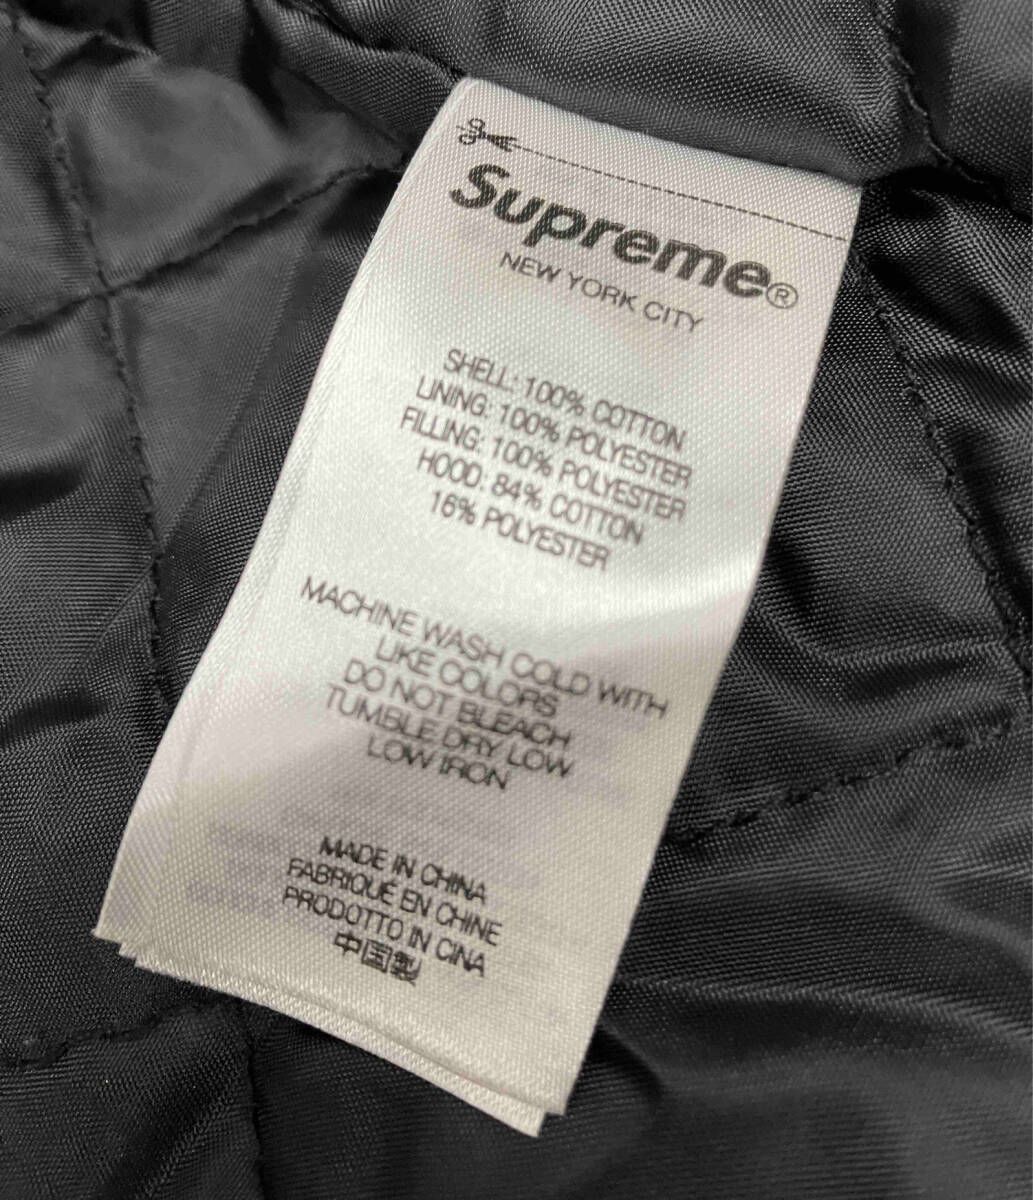 Supreme®
NEW YORK CITY
SHELL: 100% COTTON
LINING: 100% POLYESTER
FILLING: 100% POLYESTER
HOOD: 84% COTTON
16% POLYESTER
MACHINE WASH COLD WITH
LIKE COLORS
DO NOT BLEACH
TUMBLE DRY LOW
LOW IRON
MADE IN CHINA
FABRIQUÉ EN CHINE
PRODOTTO IN CINA
中国製